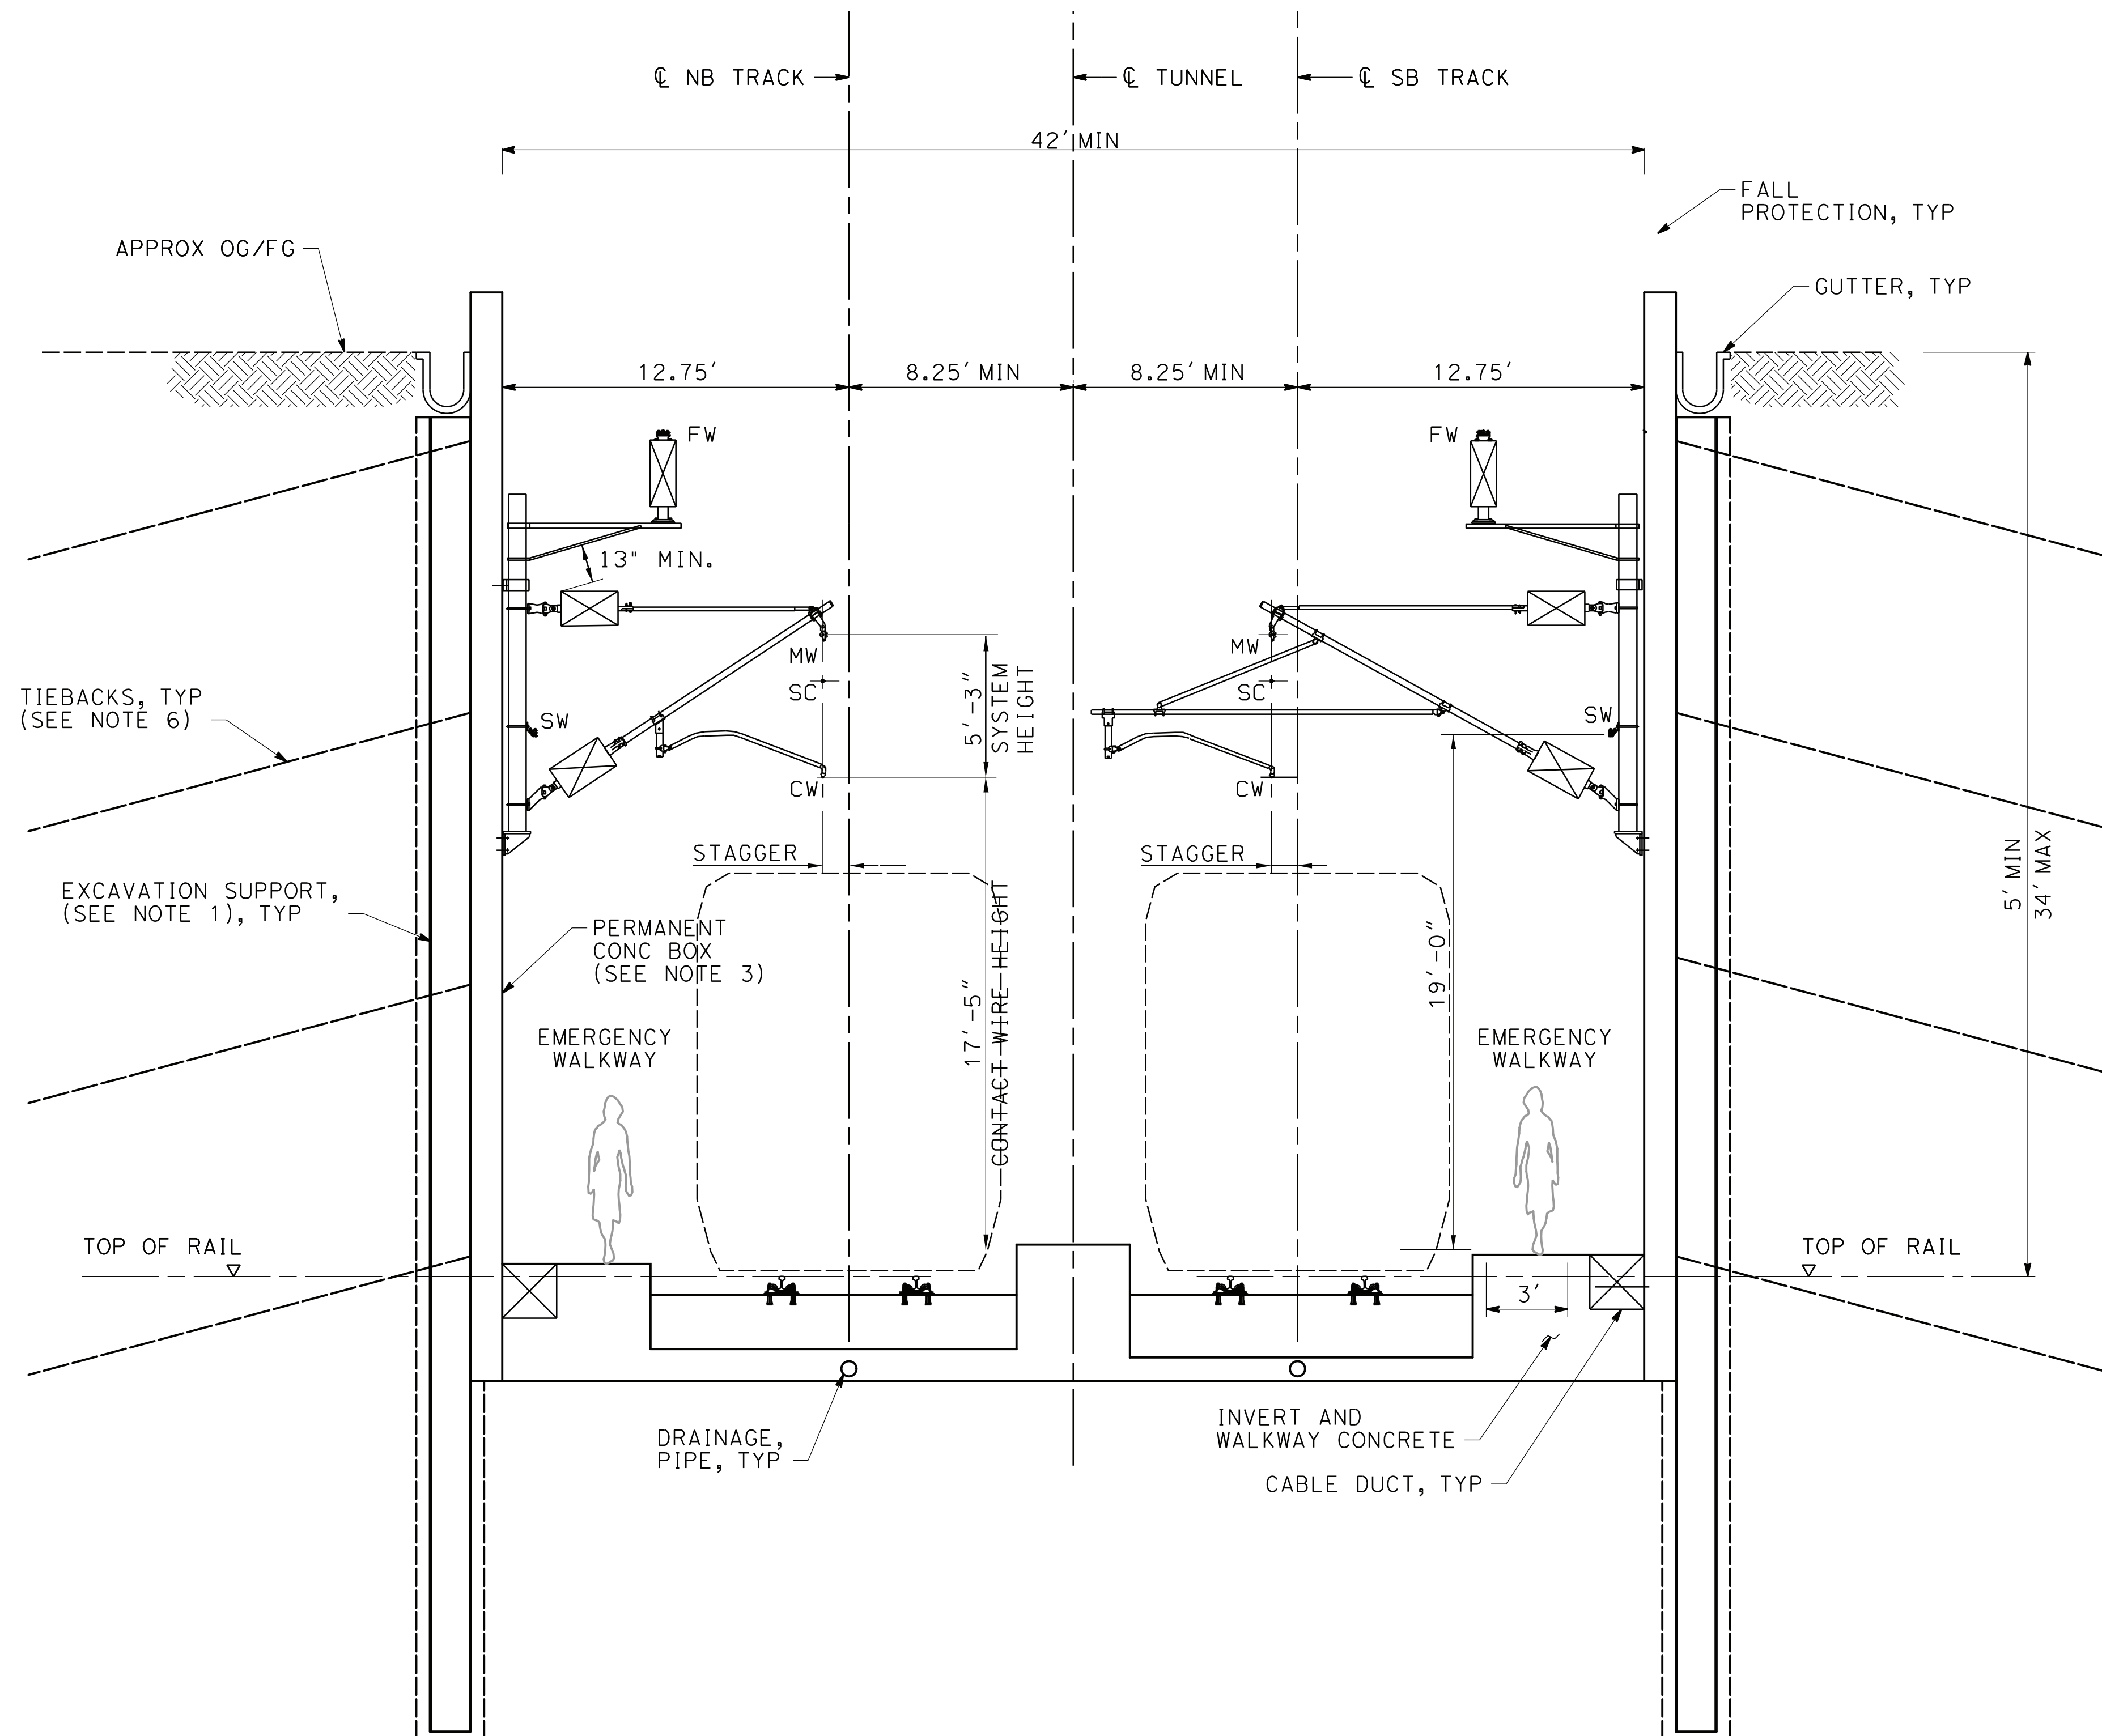 ℄ NB TRACK
℄ TUNNEL
℄ SB TRACK
42' MIN
FALL
PROTECTION, TYP
APPROX OG/FG
GUTTER, TYP
12.75'
8.25' MIN
8.25' MIN
12.75'
FW
FW
13" MIN.
MW
MW
SC
SC
5'-3"
SYSTEM
HEIGHT
TIEBACKS, TYP
(SEE NOTE 6)
SW
SW
CW
CW
STAGGER
STAGGER
5' MIN
34' MAX
EXCAVATION SUPPORT,
(SEE NOTE 1), TYP
PERMANENT
CONC BOX
(SEE NOTE 3)
17'-5"
CONTACT WIRE HEIGHT
19'-0"
EMERGENCY
WALKWAY
EMERGENCY
WALKWAY
TOP OF RAIL
TOP OF RAIL
3'
INVERT AND
WALKWAY CONCRETE
DRAINAGE,
PIPE, TYP
CABLE DUCT, TYP